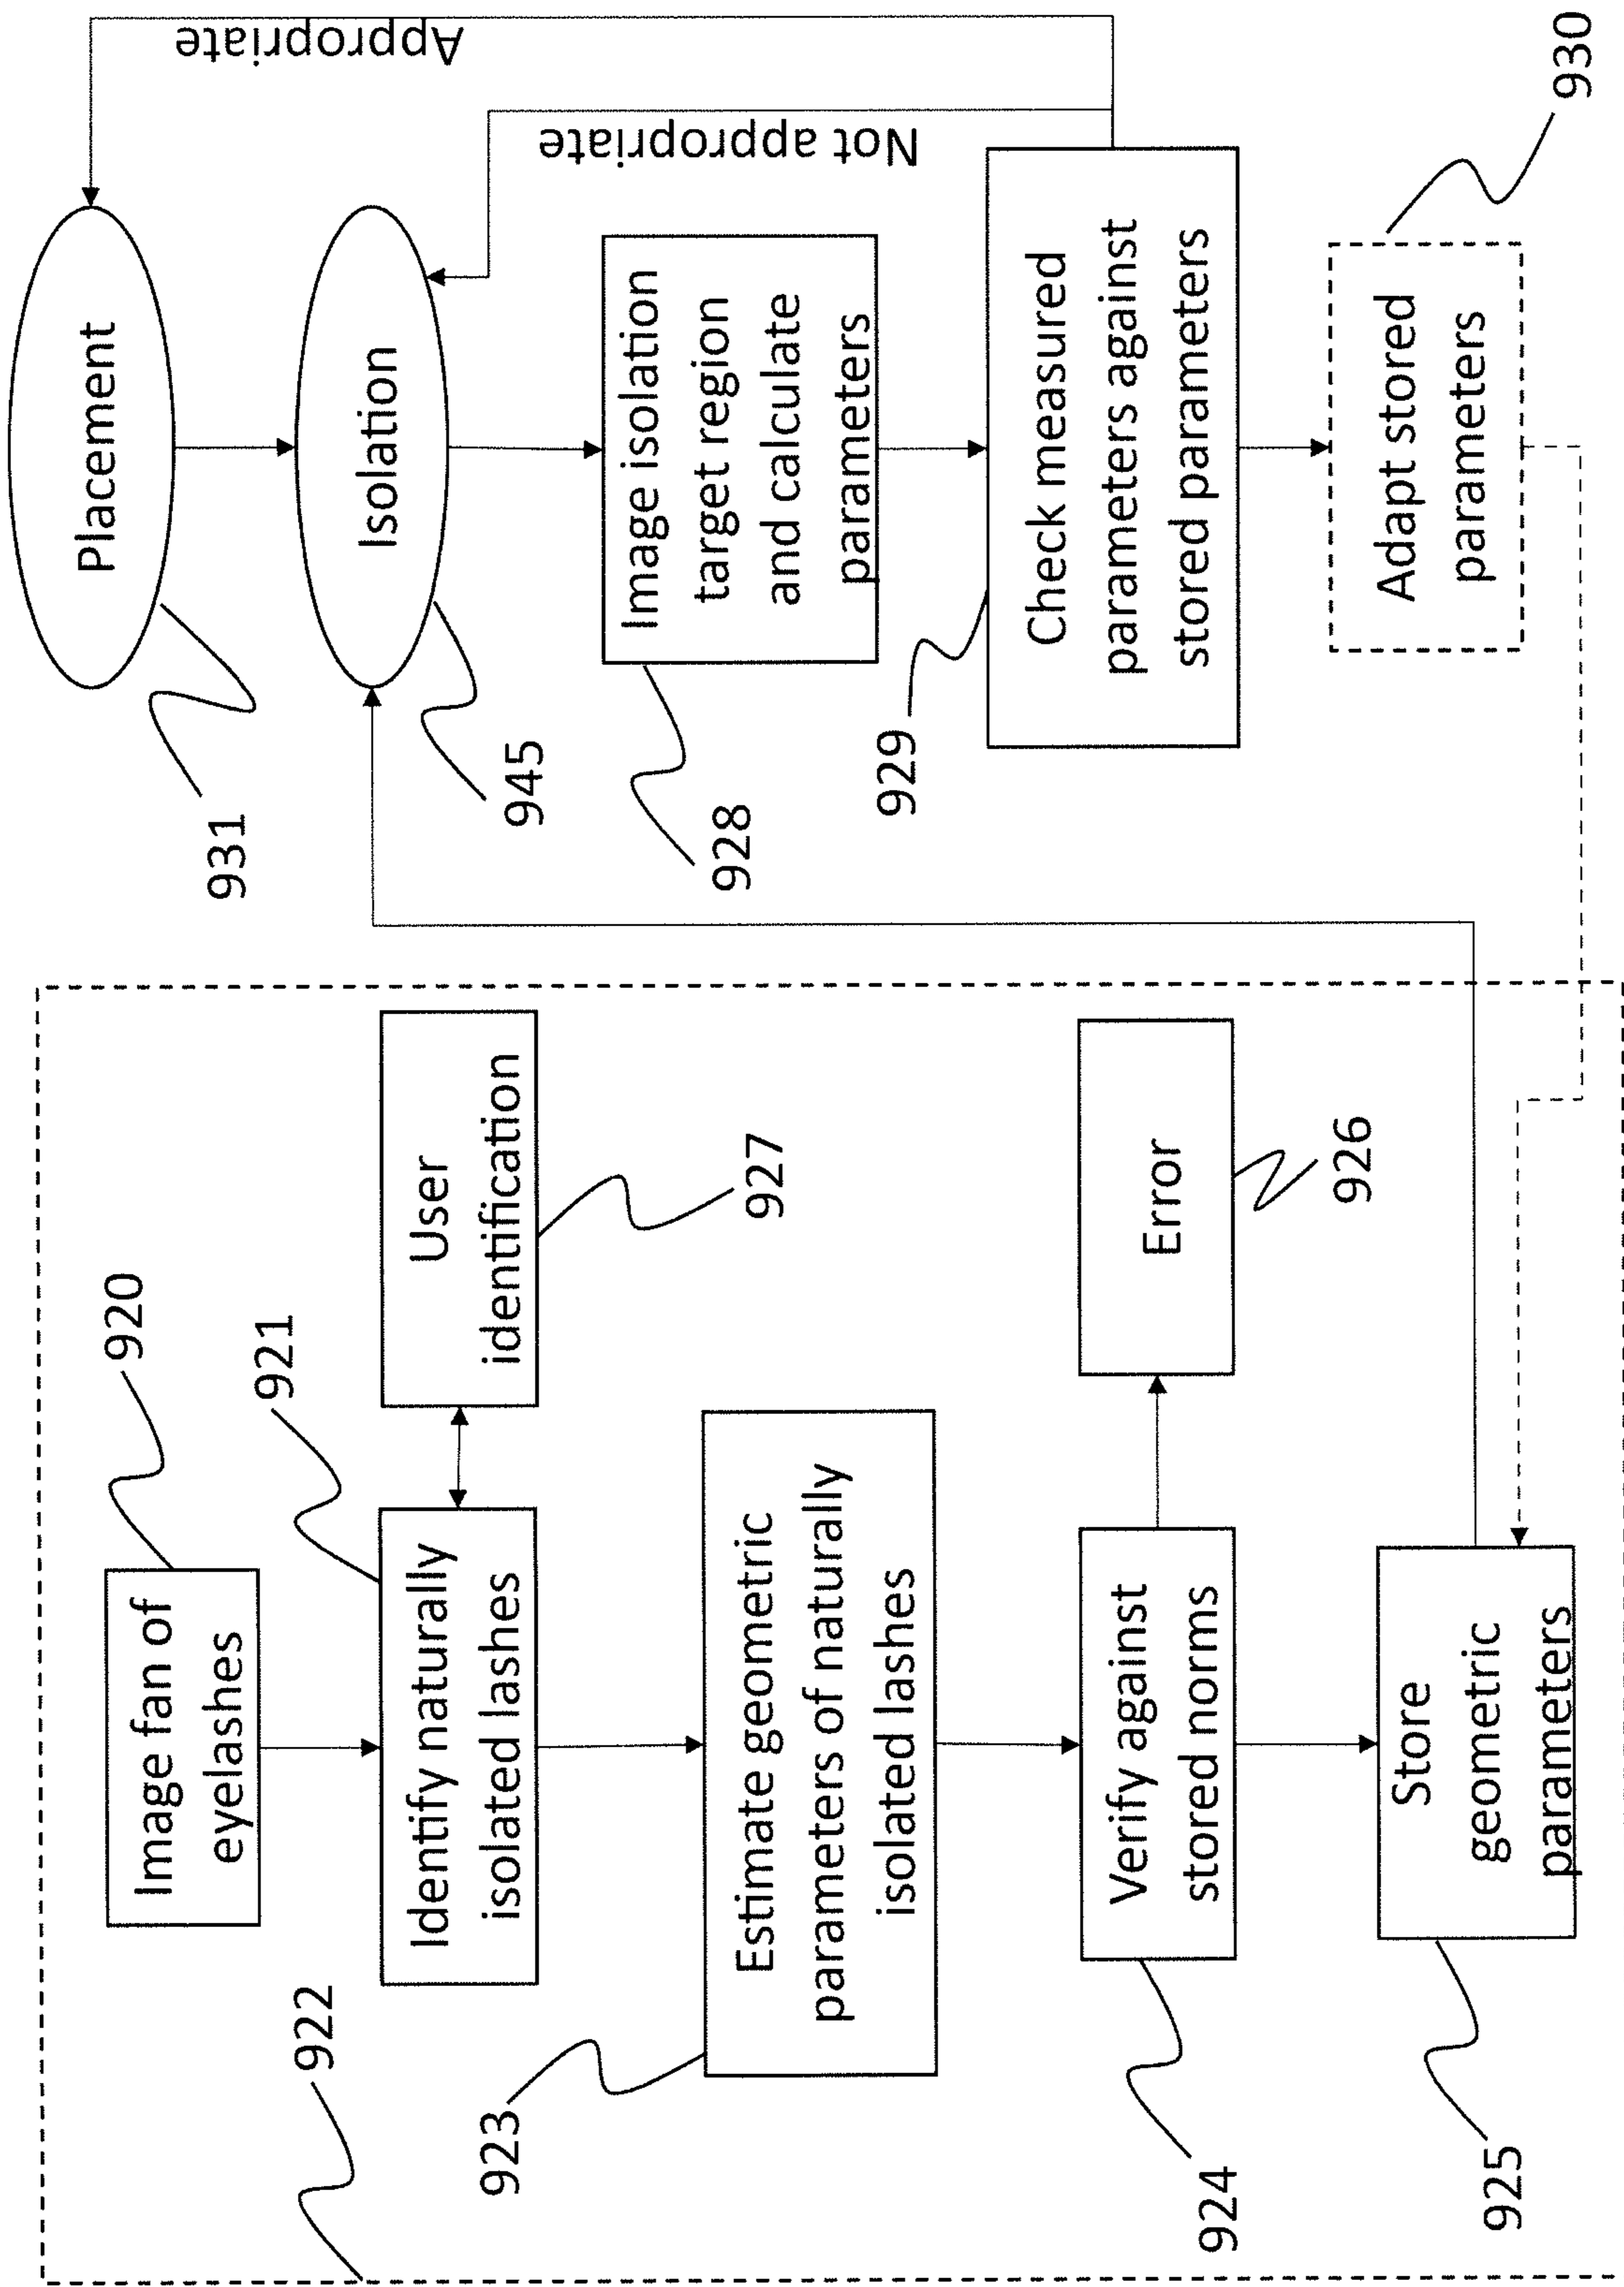 922
Image fan of
eyelashes
920
Identify naturally
isolated lashes
921
User
identification
927
Estimate geometric
parameters of naturally
isolated lashes
923
Verify against
stored norms
924
Error
926
Store
geometric
parameters
925
Placement
931
Appropriate
Isolation
945
Not appropriate
Image isolation
target region
and calculate
parameters
928
Check measured
parameters against
stored parameters
929
Adapt stored
parameters
930